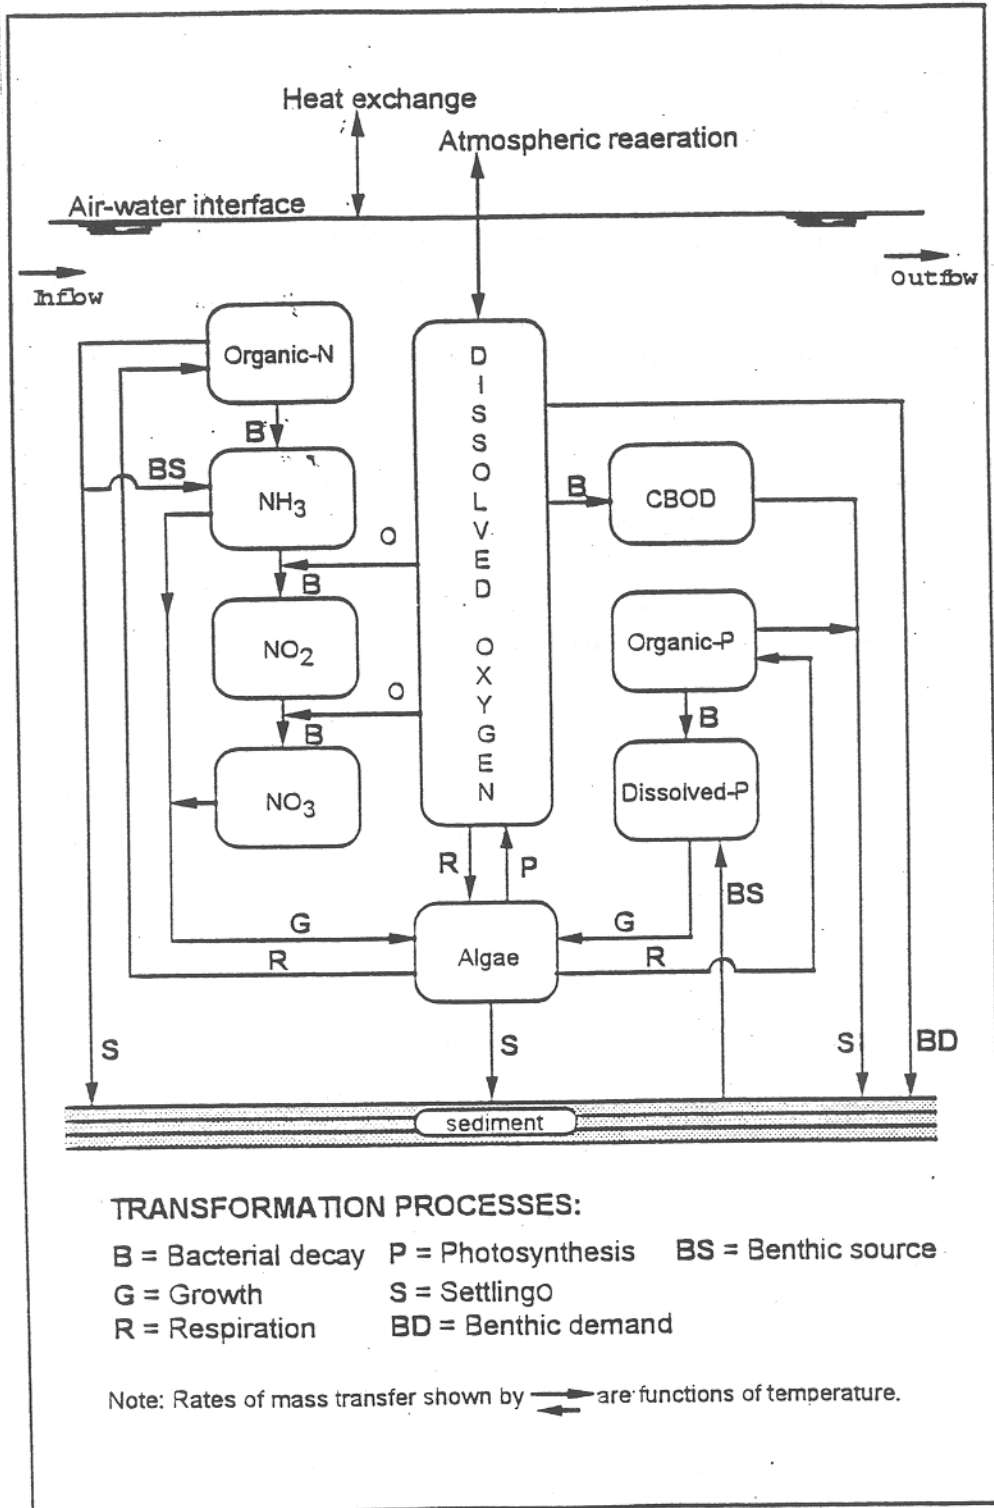 Heat exchange
Atmospheric reaeration
Air-water interface
Inflow
Outflow
Organic-N
DISSOLVED OXYGEN
B
BS
NH3
B
CBOD
O
B
NO2
Organic-P
O
B
B
NO3
Dissolved-P
R
P
BS
G
G
Algae
R
R
S
S
S
BD
sediment
TRANSFORMATION PROCESSES:
B = Bacterial decay P = Photosynthesis BS = Benthic source
G = Growth S = SettlingO
R = Respiration BD = Benthic demand
Note: Rates of mass transfer shown by are functions of temperature.